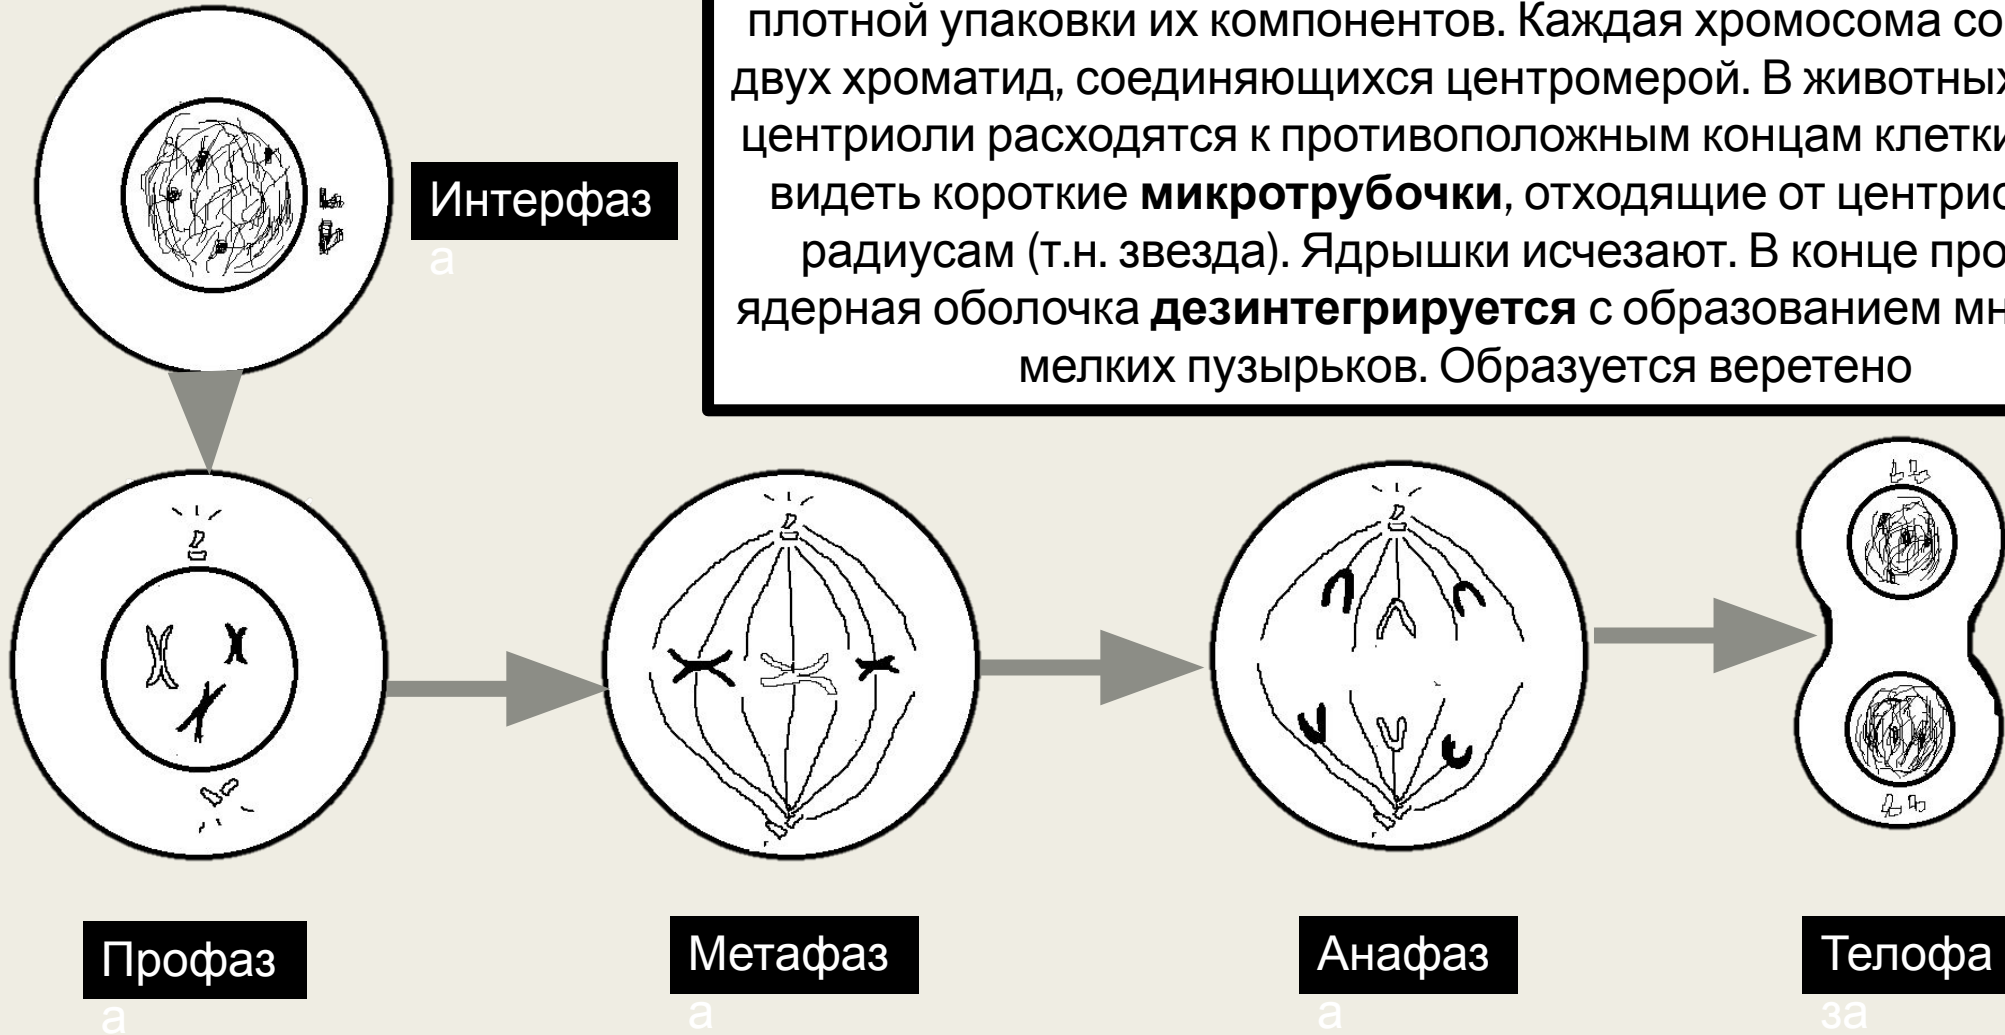 плотной упаковки их компонентов. Каждая хромосома со
двух хроматид, соединяющихся центромерой. В животных
центриоли расходятся к противоположным концам клетки
видеть короткие микротрубочки, отходящие от центрио
радиусам (т.н. звезда). Ядрышки исчезают. В конце про
ядерная оболочка дезинтегрируется с образованием мн
мелких пузырьков. Образуется веретено
Интерфаз
а
Профаз
а
Метафаз
а
Анафаз
а
Телофа
за